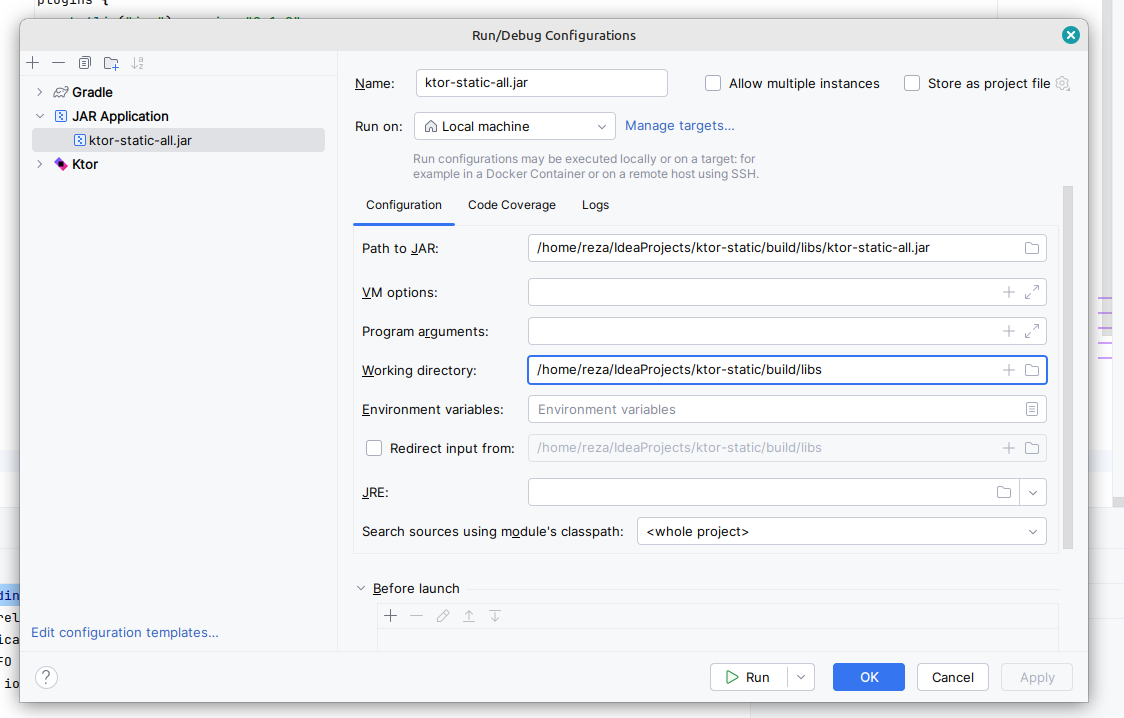 plugins {
Run/Debug Configurations
Gradle
JAR Application
ktor-static-all.jar
Ktor
Name: ktor-static-all.jar
Allow multiple instances
Store as project file
Run on: Local machine
Manage targets...
Run configurations may be executed locally or on a target: for
example in a Docker Container or on a remote host using SSH.
Configuration Code Coverage Logs
Path to JAR: /home/reza/IdeaProjects/ktor-static/build/libs/ktor-static-all.jar
VM options:
Program arguments:
Working directory: /home/reza/IdeaProjects/ktor-static/build/libs
Environment variables: Environment variables
Redirect input from: /home/reza/IdeaProjects/ktor-static/build/libs
JRE:
Search sources using module's classpath: <whole project>
Before launch
din
rel
ica
FO
io
Edit configuration templates...
?
Run
OK
Cancel
Apply